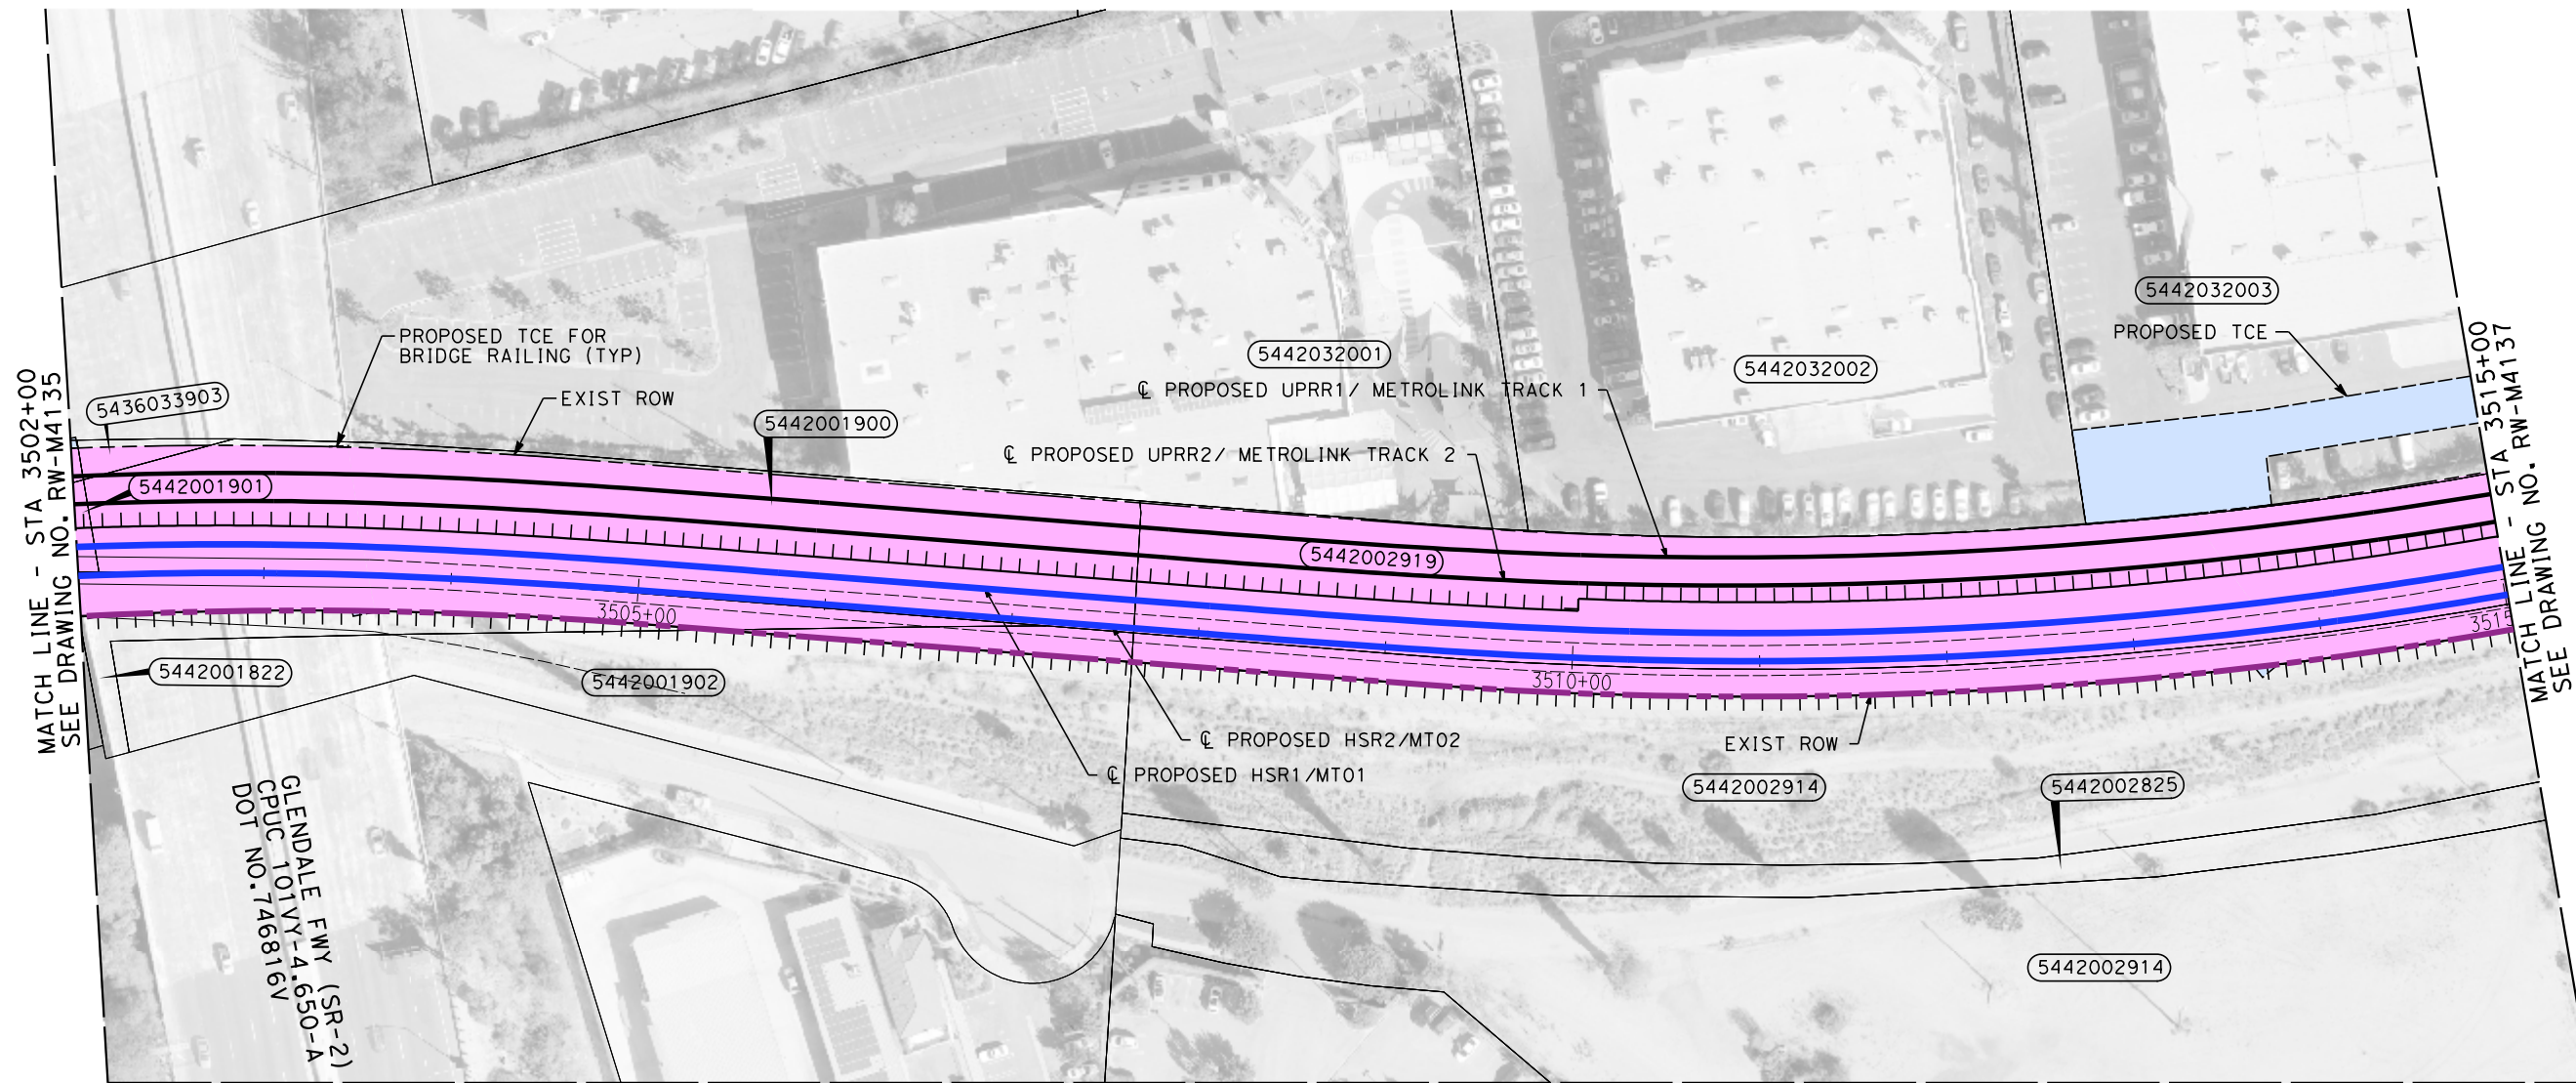 MATCH LINE - STA 3502+00
SEE DRAWING NO. RW-M4135
5436033903
PROPOSED TCE FOR
BRIDGE RAILING (TYP)
EXIST ROW
5442001900
5442032001
℄ PROPOSED UPRR1/ METROLINK TRACK 1
℄ PROPOSED UPRR2/ METROLINK TRACK 2
5442032002
5442032003
PROPOSED TCE
MATCH LINE - STA 3515+00
SEE DRAWING NO. RW-M4137
5442001901
5442002919
3505+00
3510+00
3515
5442001822
5442001902
℄ PROPOSED HSR2/MT02
℄ PROPOSED HSR1/MT01
EXIST ROW
5442002914
5442002825
5442002914
GLENDALE FWY (SR-2)
CPUC 101VY-4.650-A
DOT NO.746816V